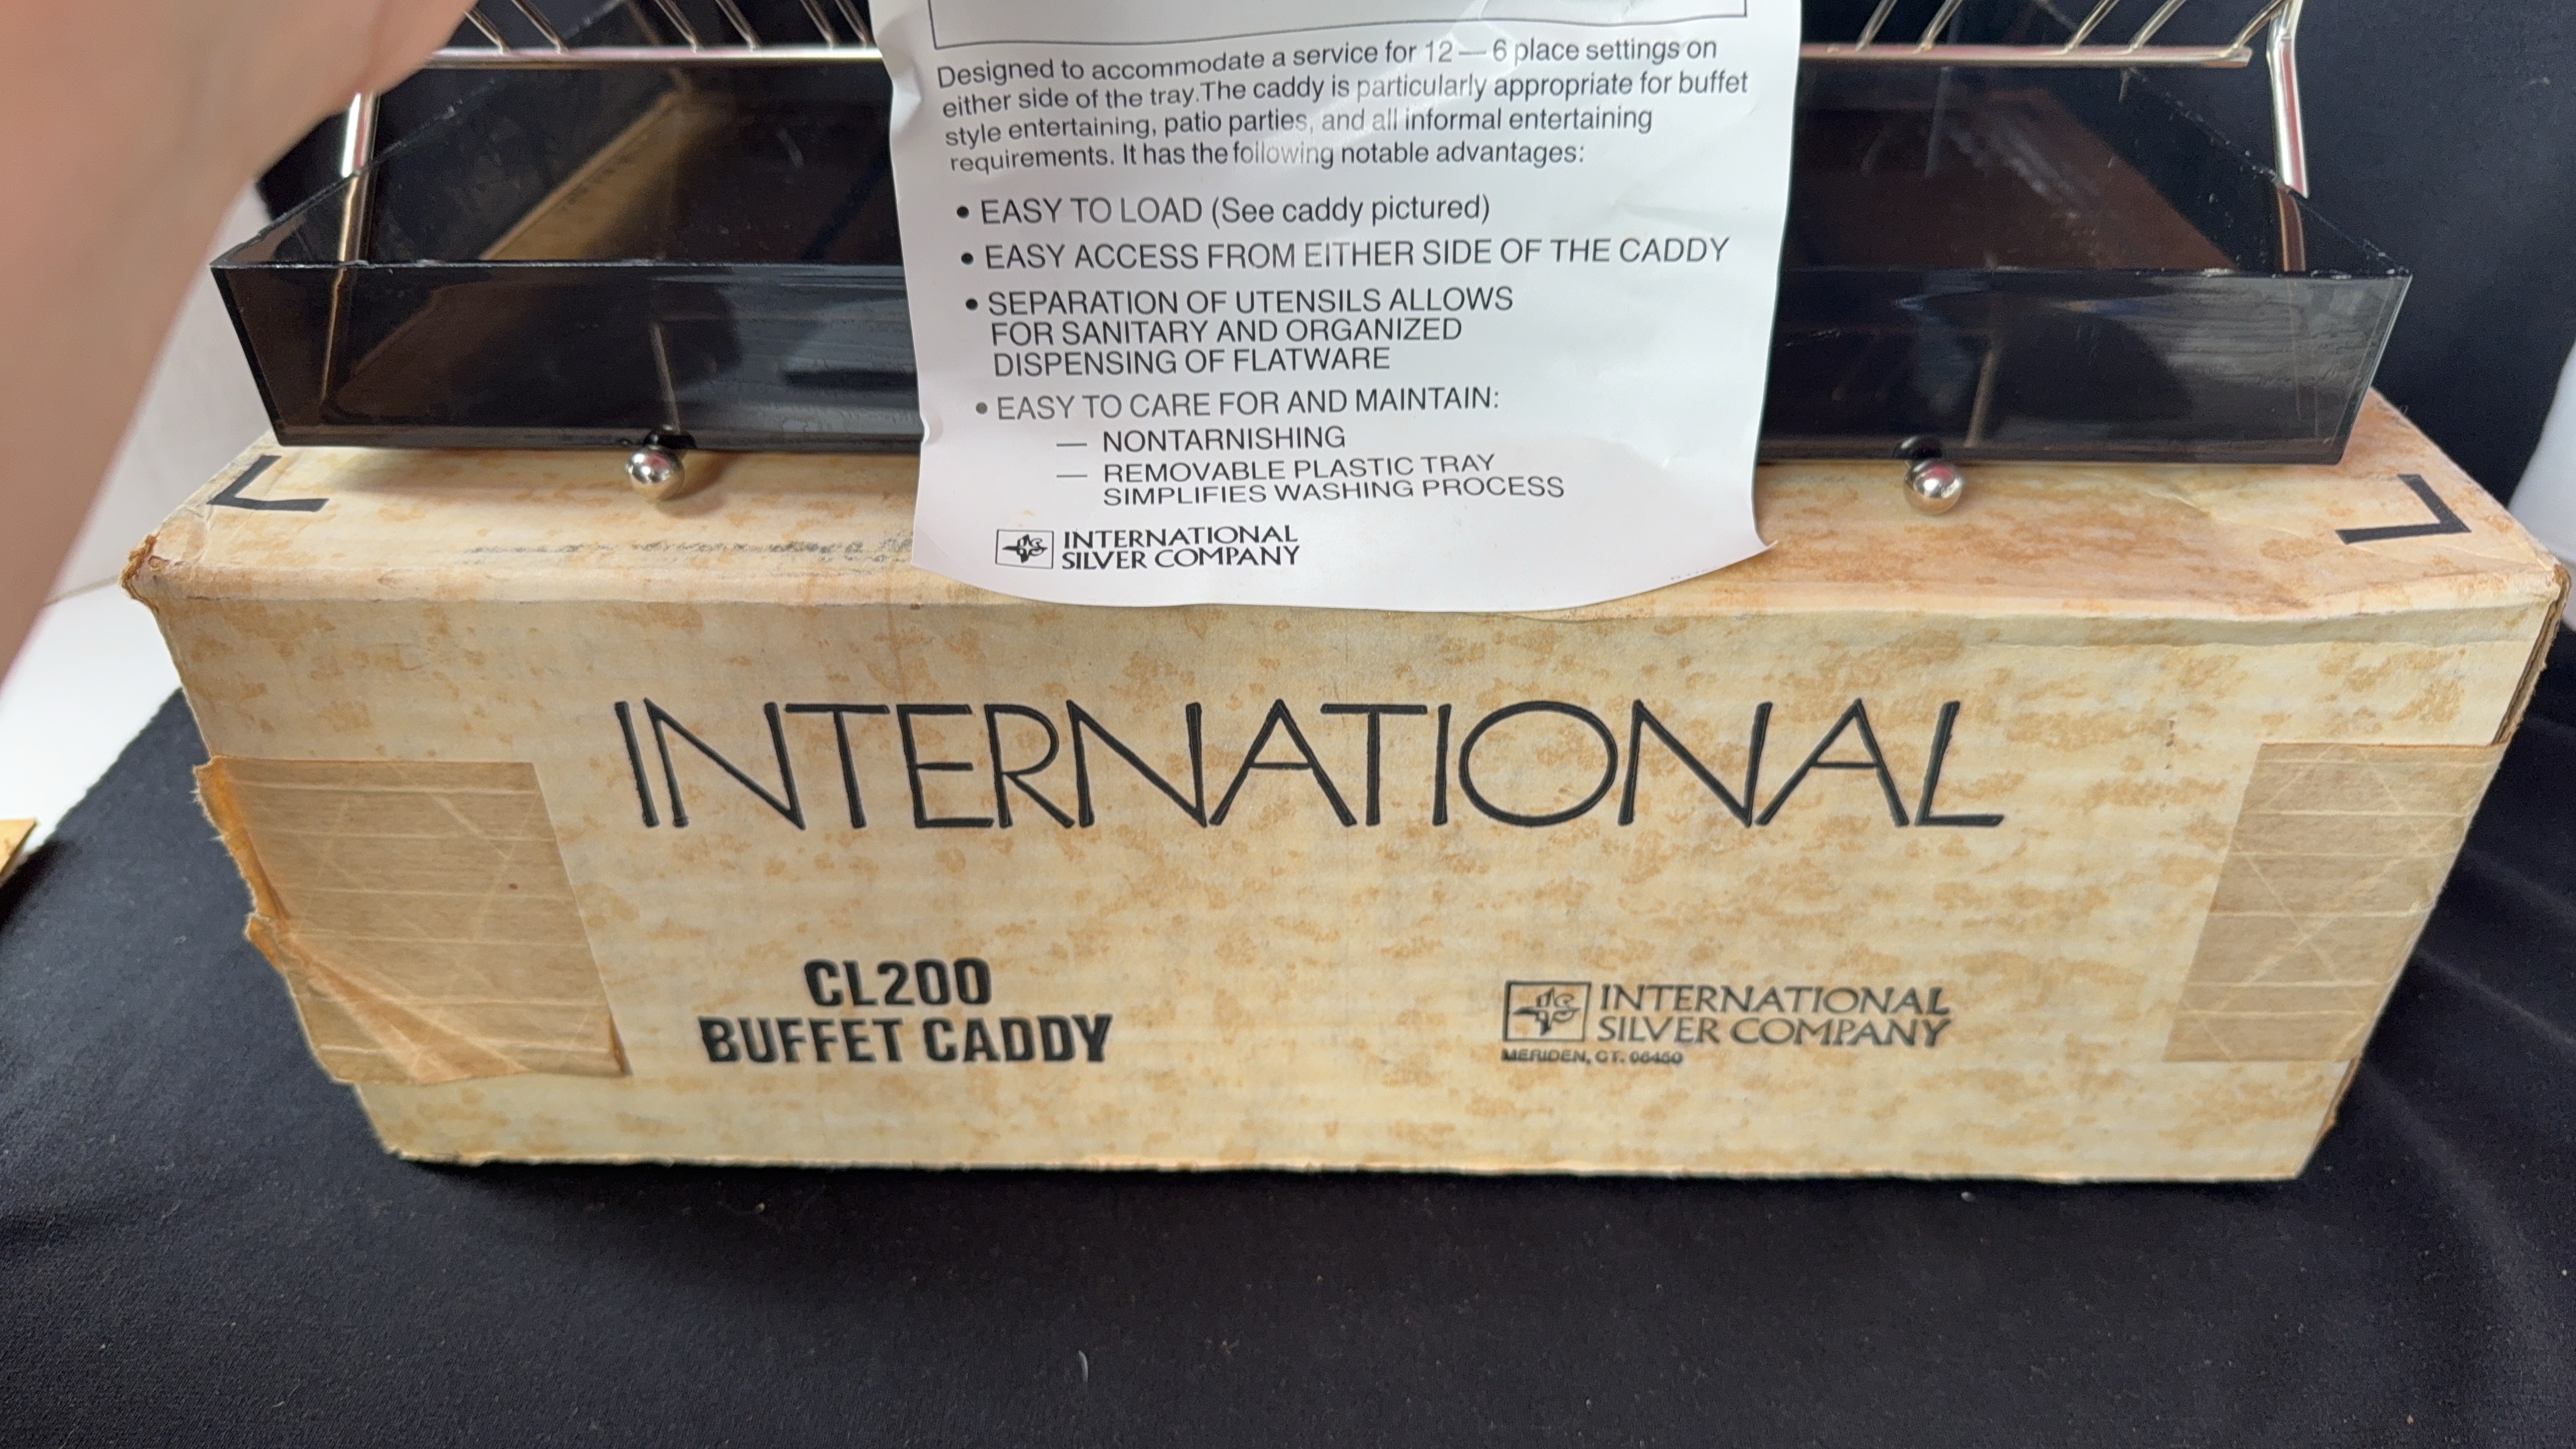 Designed to accommodate a service for 12 — 6 place settings on
either side of the tray. The caddy is particularly appropriate for buffet
style entertaining, patio parties, and all informal entertaining
requirements. It has the following notable advantages:
• EASY TO LOAD (See caddy pictured)
• EASY ACCESS FROM EITHER SIDE OF THE CADDY
• SEPARATION OF UTENSILS ALLOWS
FOR SANITARY AND ORGANIZED
DISPENSING OF FLATWARE
• EASY TO CARE FOR AND MAINTAIN:
— NONTARNISHING
— REMOVABLE PLASTIC TRAY
SIMPLIFIES WASHING PROCESS
INTERNATIONAL
SILVER COMPANY
INTERNATIONAL
CL200
BUFFET CADDY
INTERNATIONAL
SILVER COMPANY
MERIDEN, CT. 06450